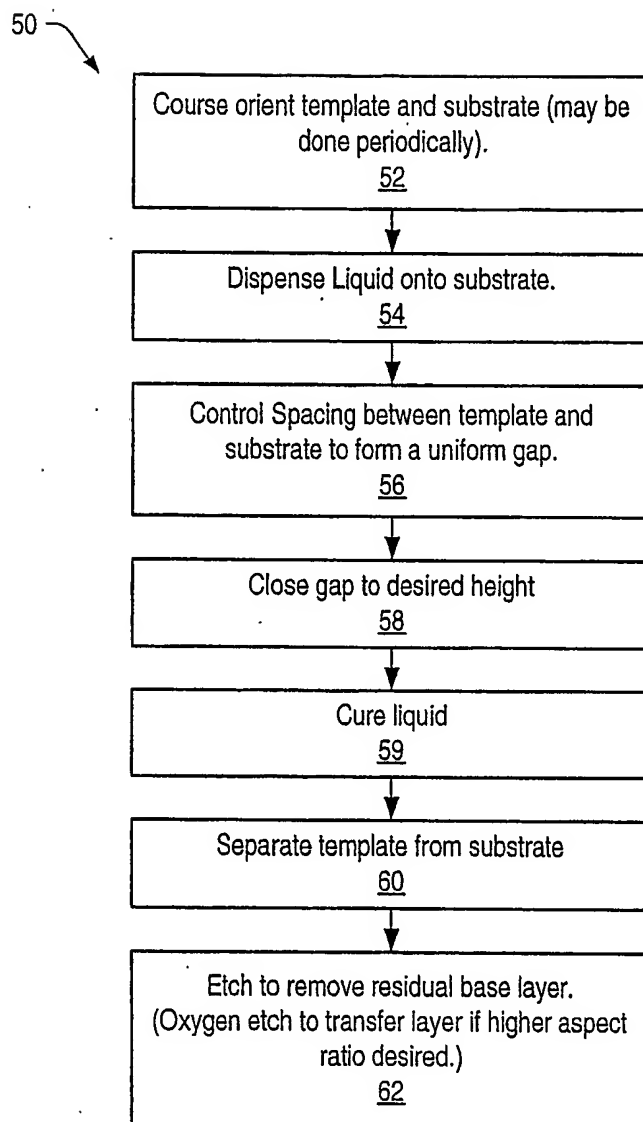 50
Course orient template and substrate (may be
done periodically).
52
Dispense Liquid onto substrate.
54
Control Spacing between template and
substrate to form a uniform gap.
56
Close gap to desired height
58
Cure liquid
59
Separate template from substrate
60
Etch to remove residual base layer.
(Oxygen etch to transfer layer if higher aspect
ratio desired.)
62